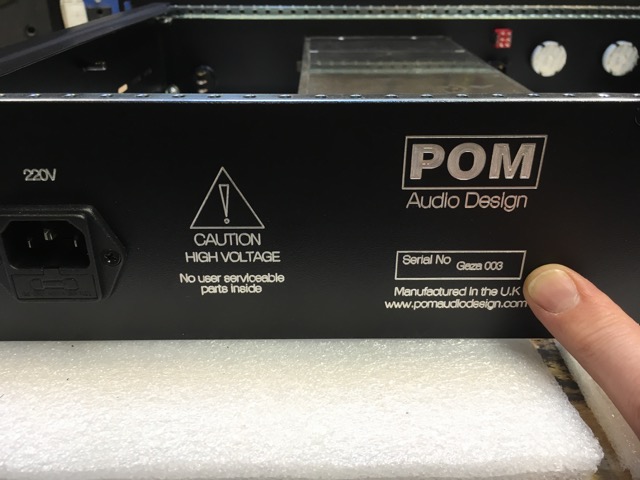 220V
CAUTION
HIGH VOLTAGE
No user serviceable
parts inside
POM
Audio Design
Serial No Gaza 003
Manufactured in the U.K
www.pomaudiodesign.com